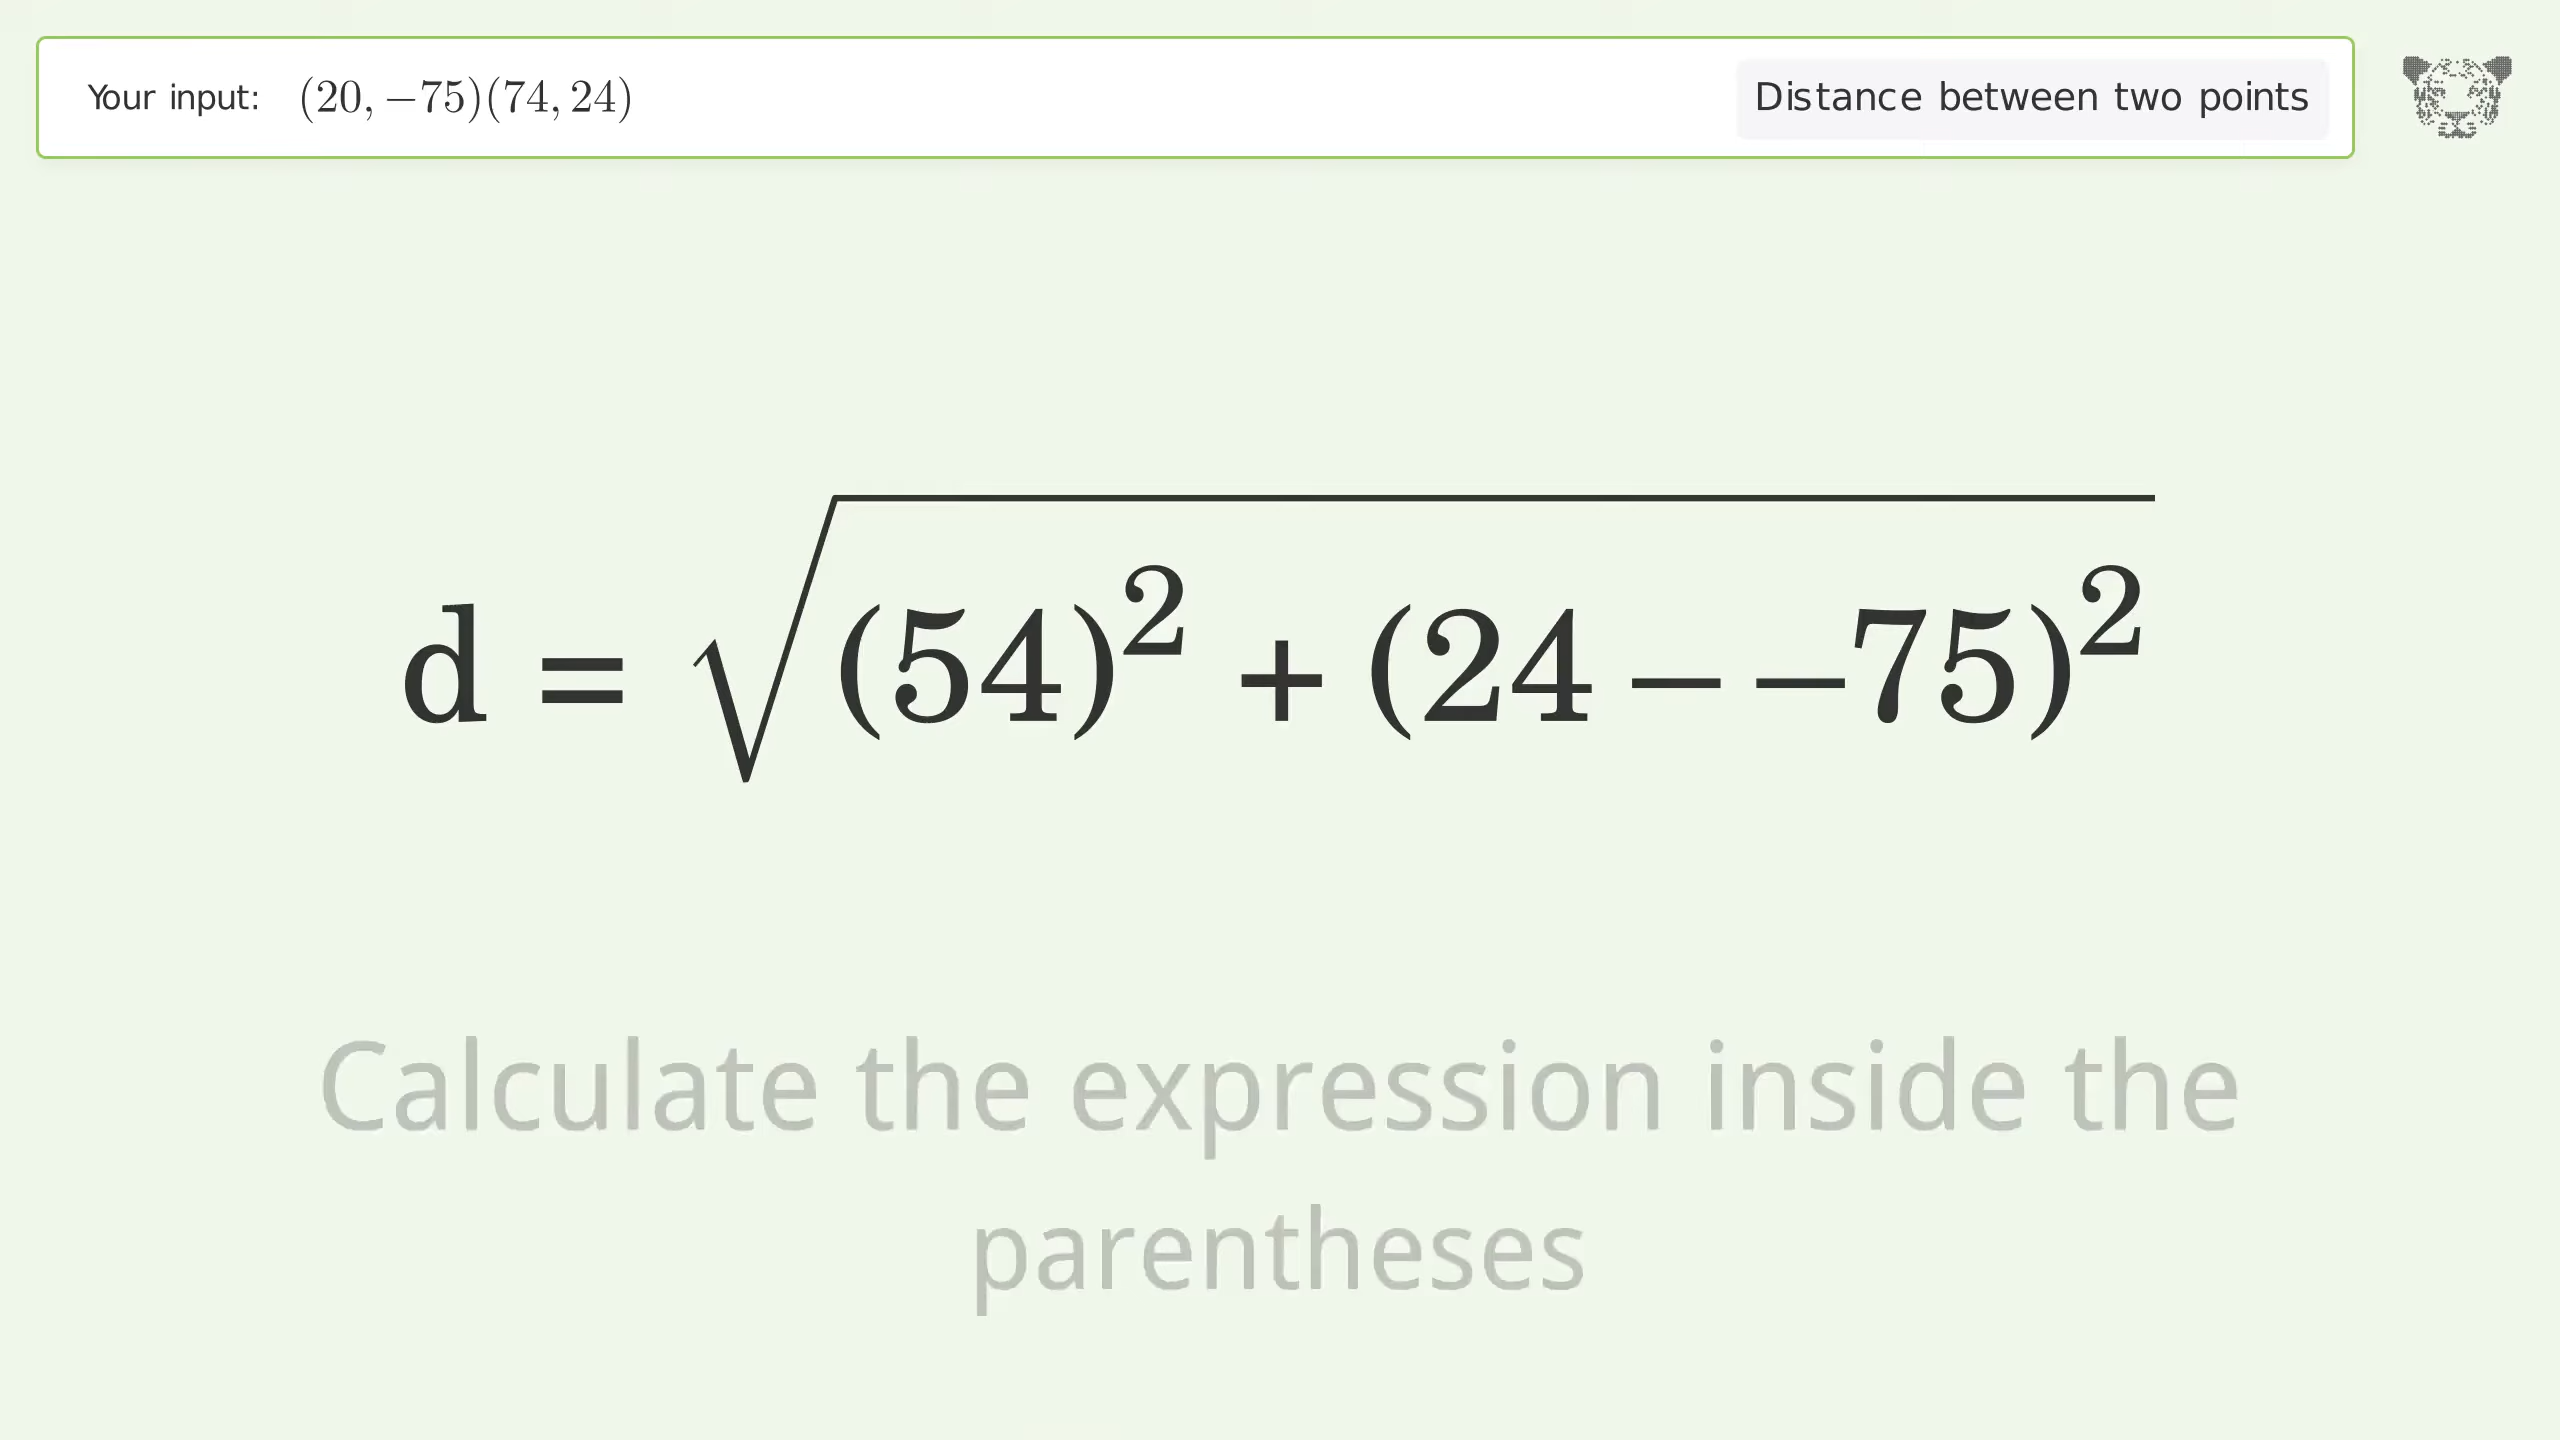 Your input: (20, −75)(74, 24)
Distance between two points
d = √(54)² + (24 − −75)²
Calculate the expression inside the
parentheses